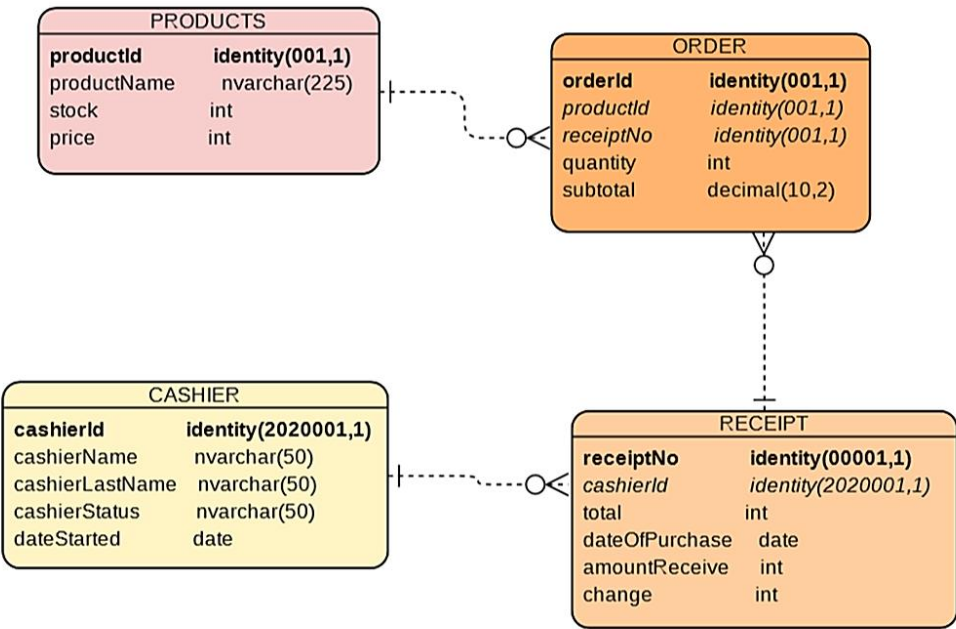 PRODUCTS
productId identity(001,1)
productName nvarchar(225)
stock int
price int
ORDER
orderId identity(001,1)
productId identity(001,1)
receiptNo identity(001,1)
quantity int
subtotal decimal(10,2)
CASHIER
cashierId identity(2020001,1)
cashierName nvarchar(50)
cashierLastName nvarchar(50)
cashierStatus nvarchar(50)
dateStarted date
RECEIPT
receiptNo identity(00001,1)
cashierId identity(2020001,1)
total int
dateOfPurchase date
amountReceive int
change int